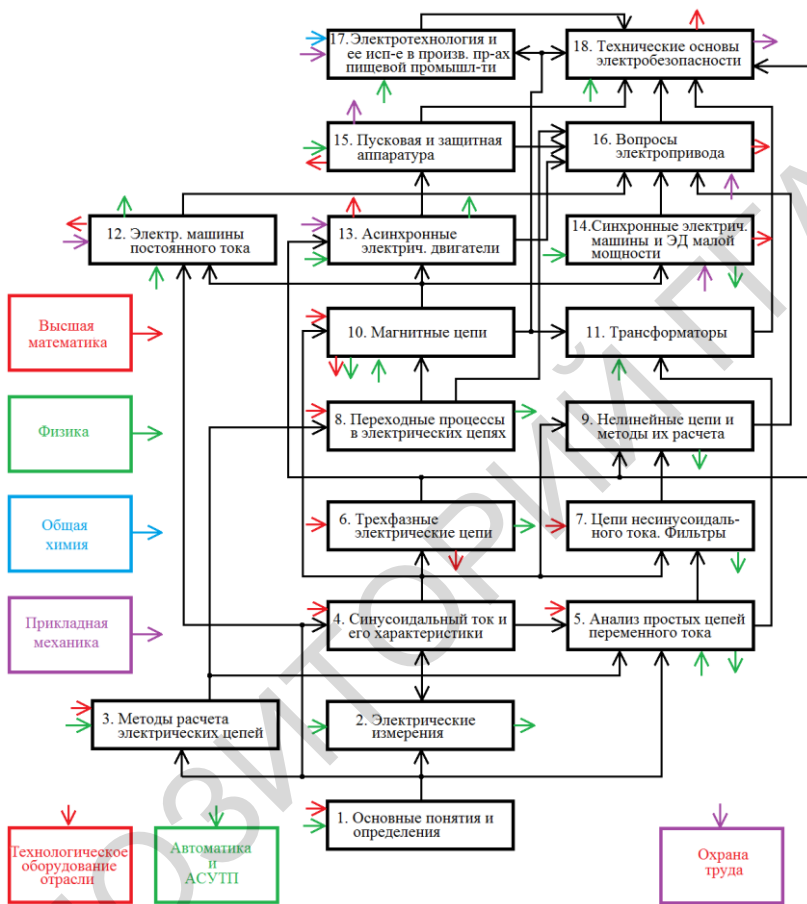 17. Электротехнология и
ее исп-е в произв. пр-ах
пищевой промышл-ти
18. Технические основы
электробезопасности
15. Пусковая и защитная
аппаратура
16. Вопросы
электропривода
12. Электр. машины
постоянного тока
13. Асинхронные
электрич. двигатели
14. Синхронные электрич.
машины и ЭД малой
мощности
Высшая
математика
10. Магнитные цепи
11. Трансформаторы
Физика
8. Переходные процессы
в электрических цепях
9. Нелинейные цепи и
методы их расчета
Общая
химия
6. Трехфазные
электрические цепи
7. Цепи несинусоидаль-
ного тока. Фильтры
Прикладная
механика
4. Синусоидальный ток и
его характеристики
5. Анализ простых цепей
переменного тока
3. Методы расчета
электрических цепей
2. Электрические
измерения
1. Основные понятия и
определения
Технологическое
оборудование
отрасли
Автоматика
и
АСУТП
Охрана
труда